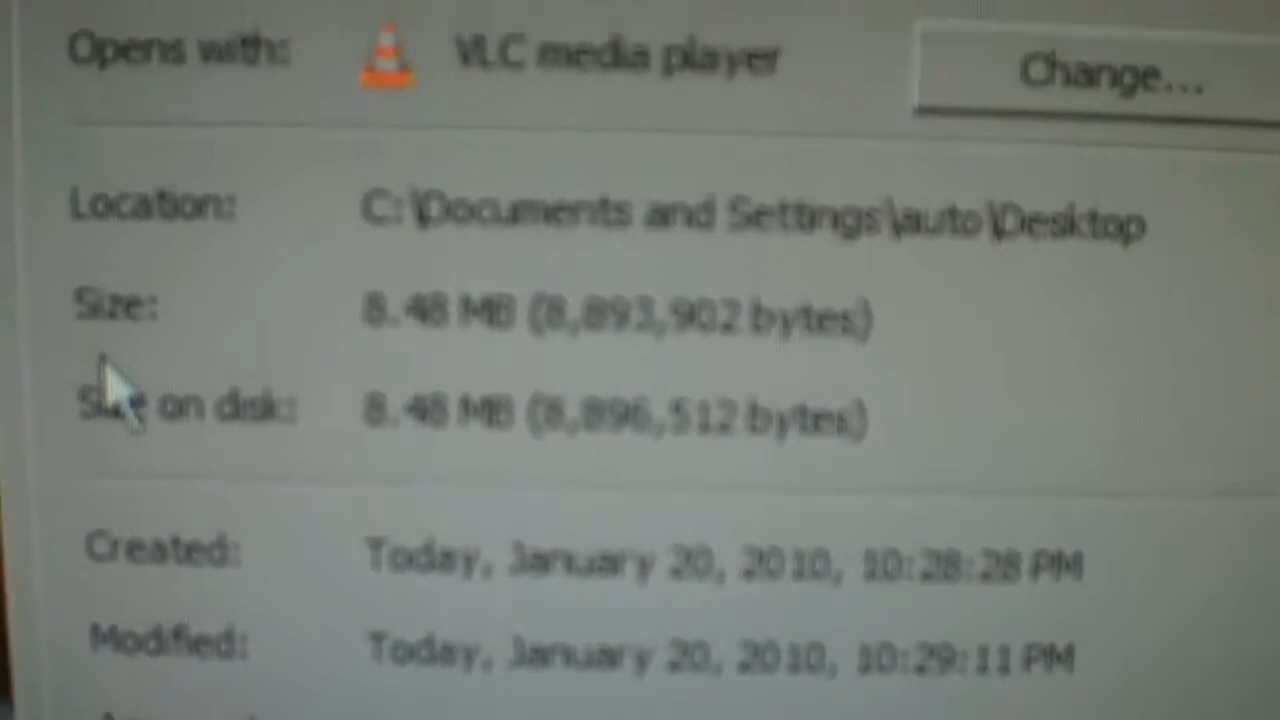 Opens with: VLC media player Change...
Location: C:\Documents and Settings\auto\Desktop
Size: 8.48 MB (8,893,902 bytes)
Size on disk: 8.48 MB (8,896,512 bytes)
Created: Today, January 20, 2010, 10:28:28 PM
Modified: Today, January 20, 2010, 10:29:11 PM